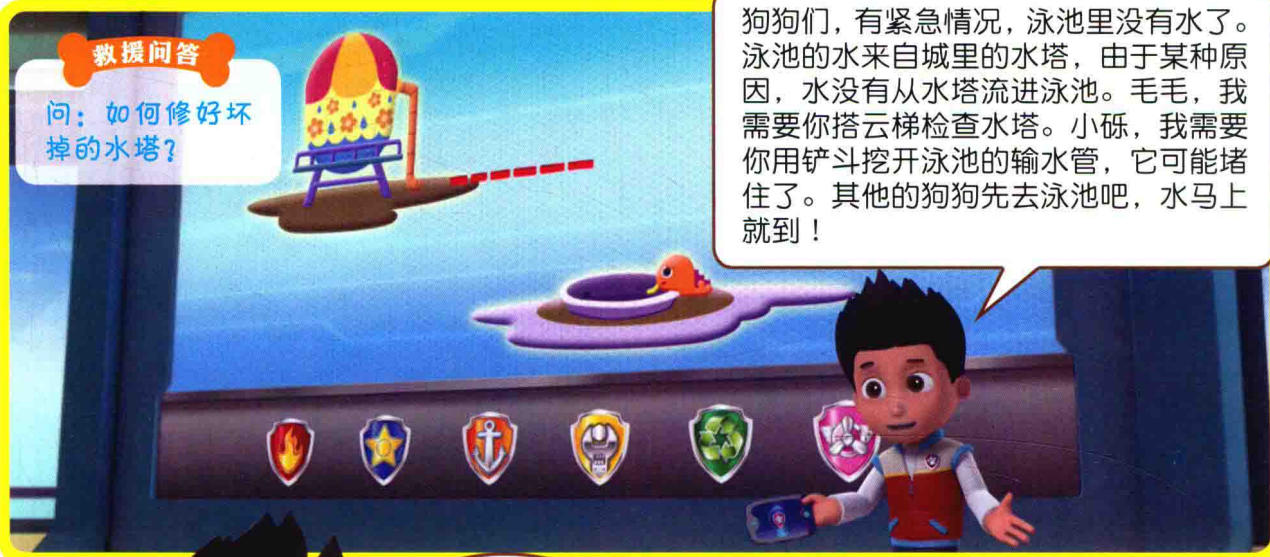 救援问答
问：如何修好坏
掉的水塔？
狗狗们，有紧急情况，泳池里没有水了。
泳池的水来自城里的水塔，由于某种原
因，水没有从水塔流进泳池。毛毛，我
需要你搭云梯检查水塔。小砾，我需要
你用铲斗挖开泳池的输水管，它可能堵
住了。其他的狗狗先去泳池吧，水马上
就到！